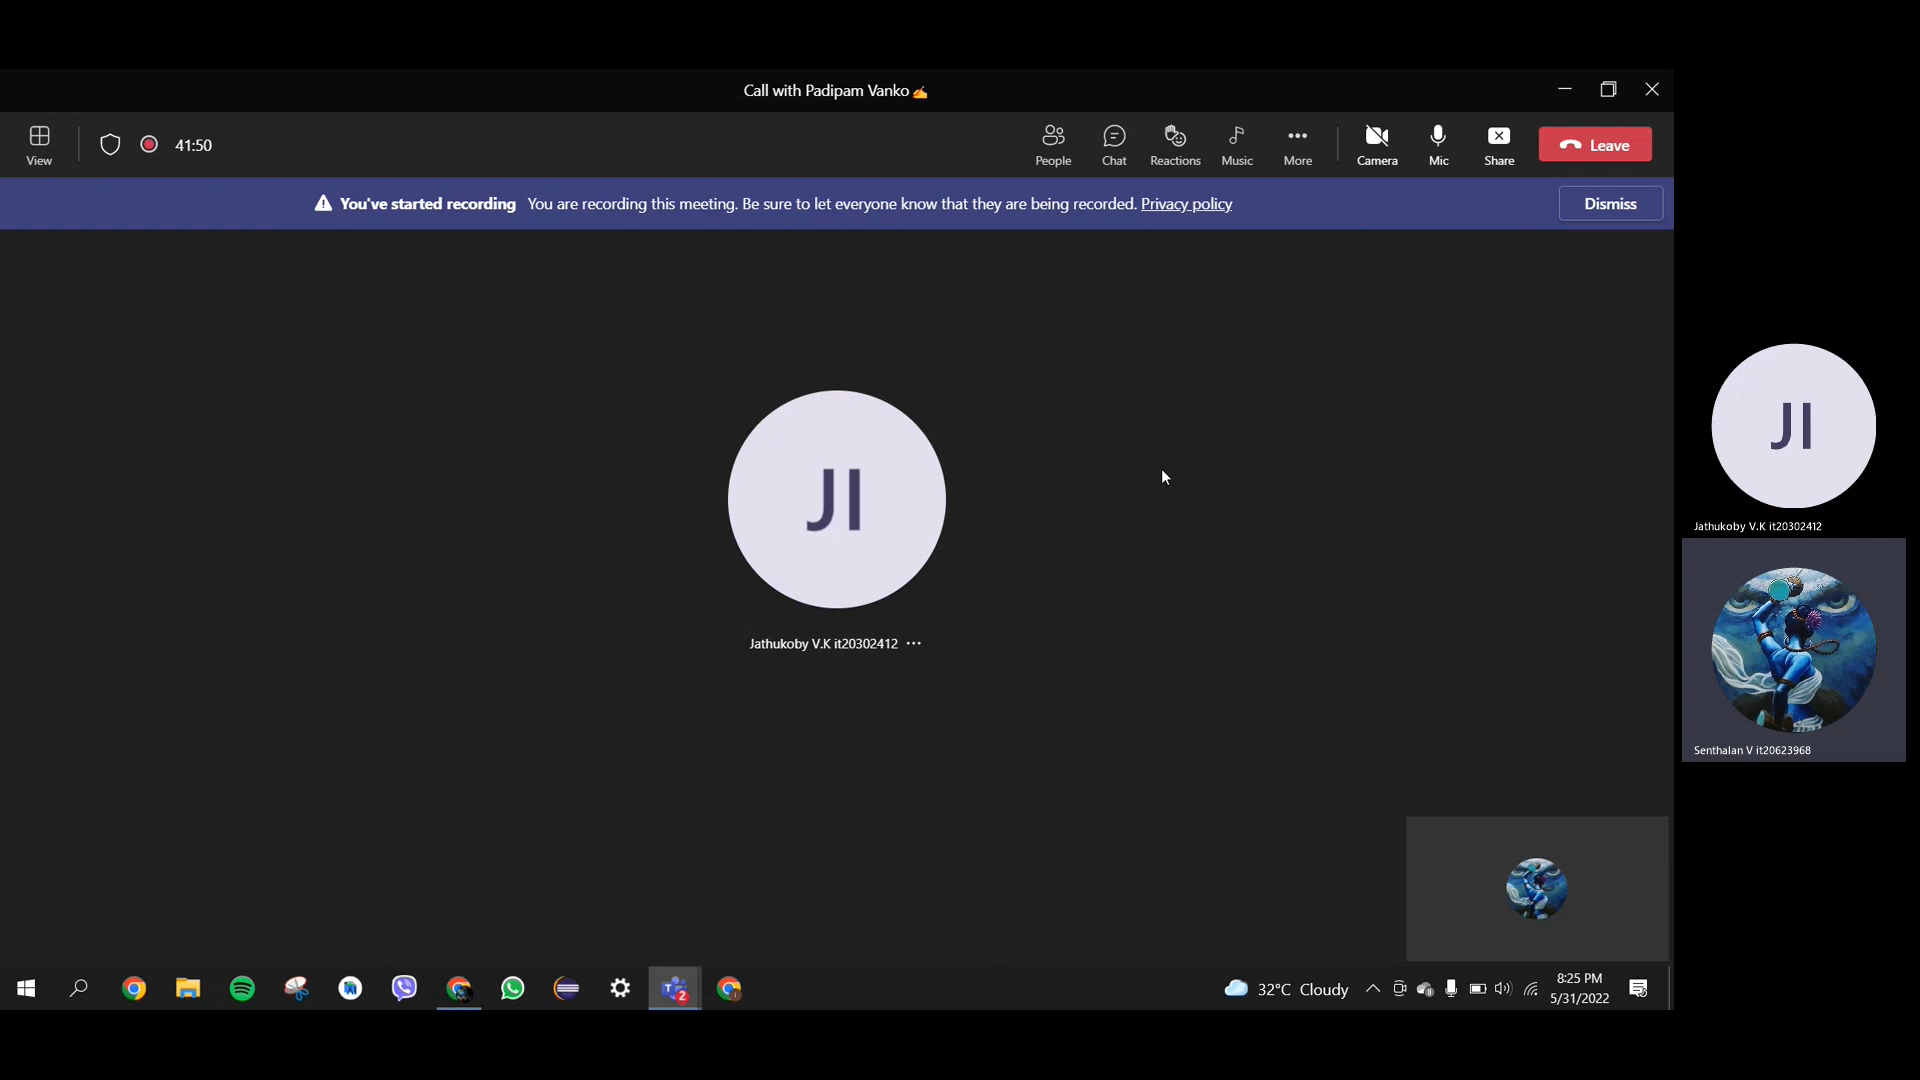 Call with Padipam Vanko✍
View
41:50
People
Chat
Reactions
Music
More
Camera
Mic
Share
Leave
You've started recording You are recording this meeting. Be sure to let everyone know that they are being recorded. Privacy policy
Dismiss
JI
Jathukoby V.K it20302412 ...
JI
Jathukoby V.K it20302412
Senthalan V it20623968
T 2
32°C Cloudy
8:25 PM
5/31/2022